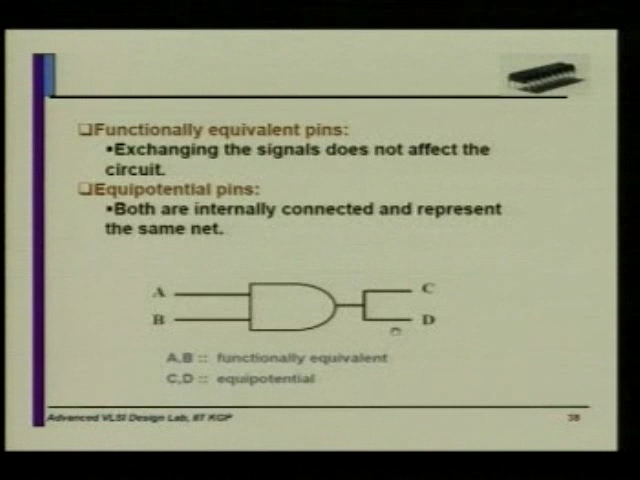 ❑Functionally equivalent pins:
•Exchanging the signals does not affect the
circuit.
❑Equipotential pins:
•Both are internally connected and represent
the same net.
A
B
C
D
A,B :: functionally equivalent
C,D :: equipotential
Advanced VLSI Design Lab, IIT KGP
38